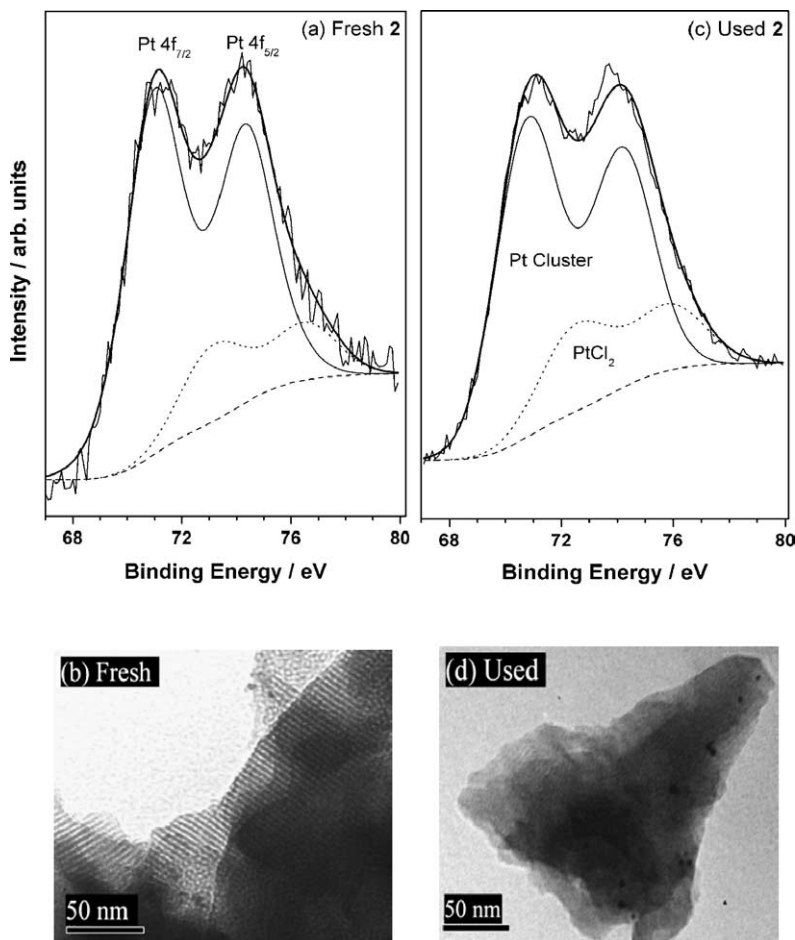 (a) Fresh 2
Pt 4f7/2 Pt 4f5/2
Intensity / arb. units
68 72 76 80
Binding Energy / eV
(c) Used 2
Pt Cluster
PtCl2
68 72 76 80
Binding Energy / eV
(b) Fresh
50 nm
(d) Used
50 nm